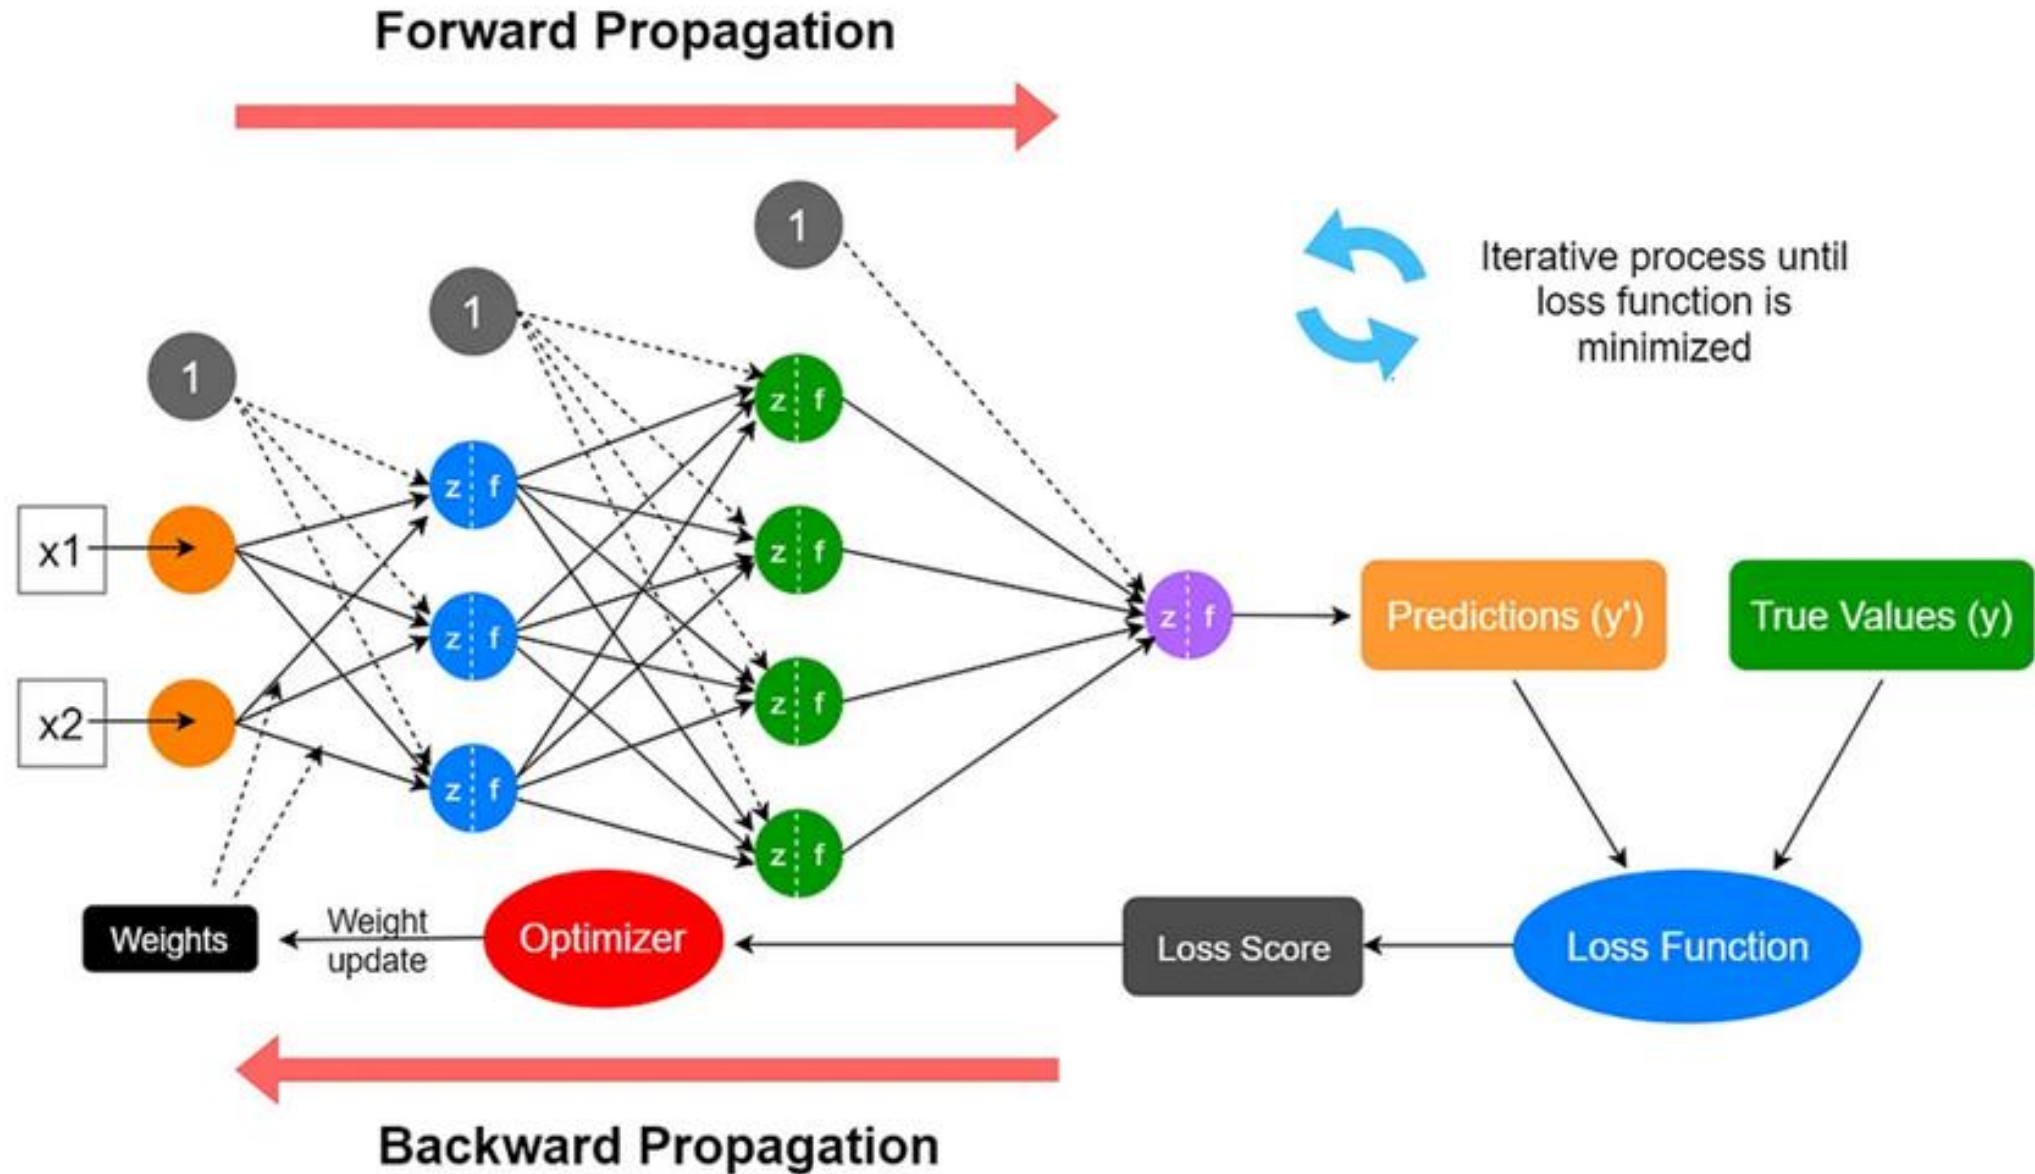 Forward Propagation
1
1
1
Iterative process until
loss function is
minimized
z f
z f
z f
z f
z f
z f
z f
z f
x1
x2
Predictions (y')
True Values (y)
Weights
Weight
update
Optimizer
Loss Score
Loss Function
Backward Propagation